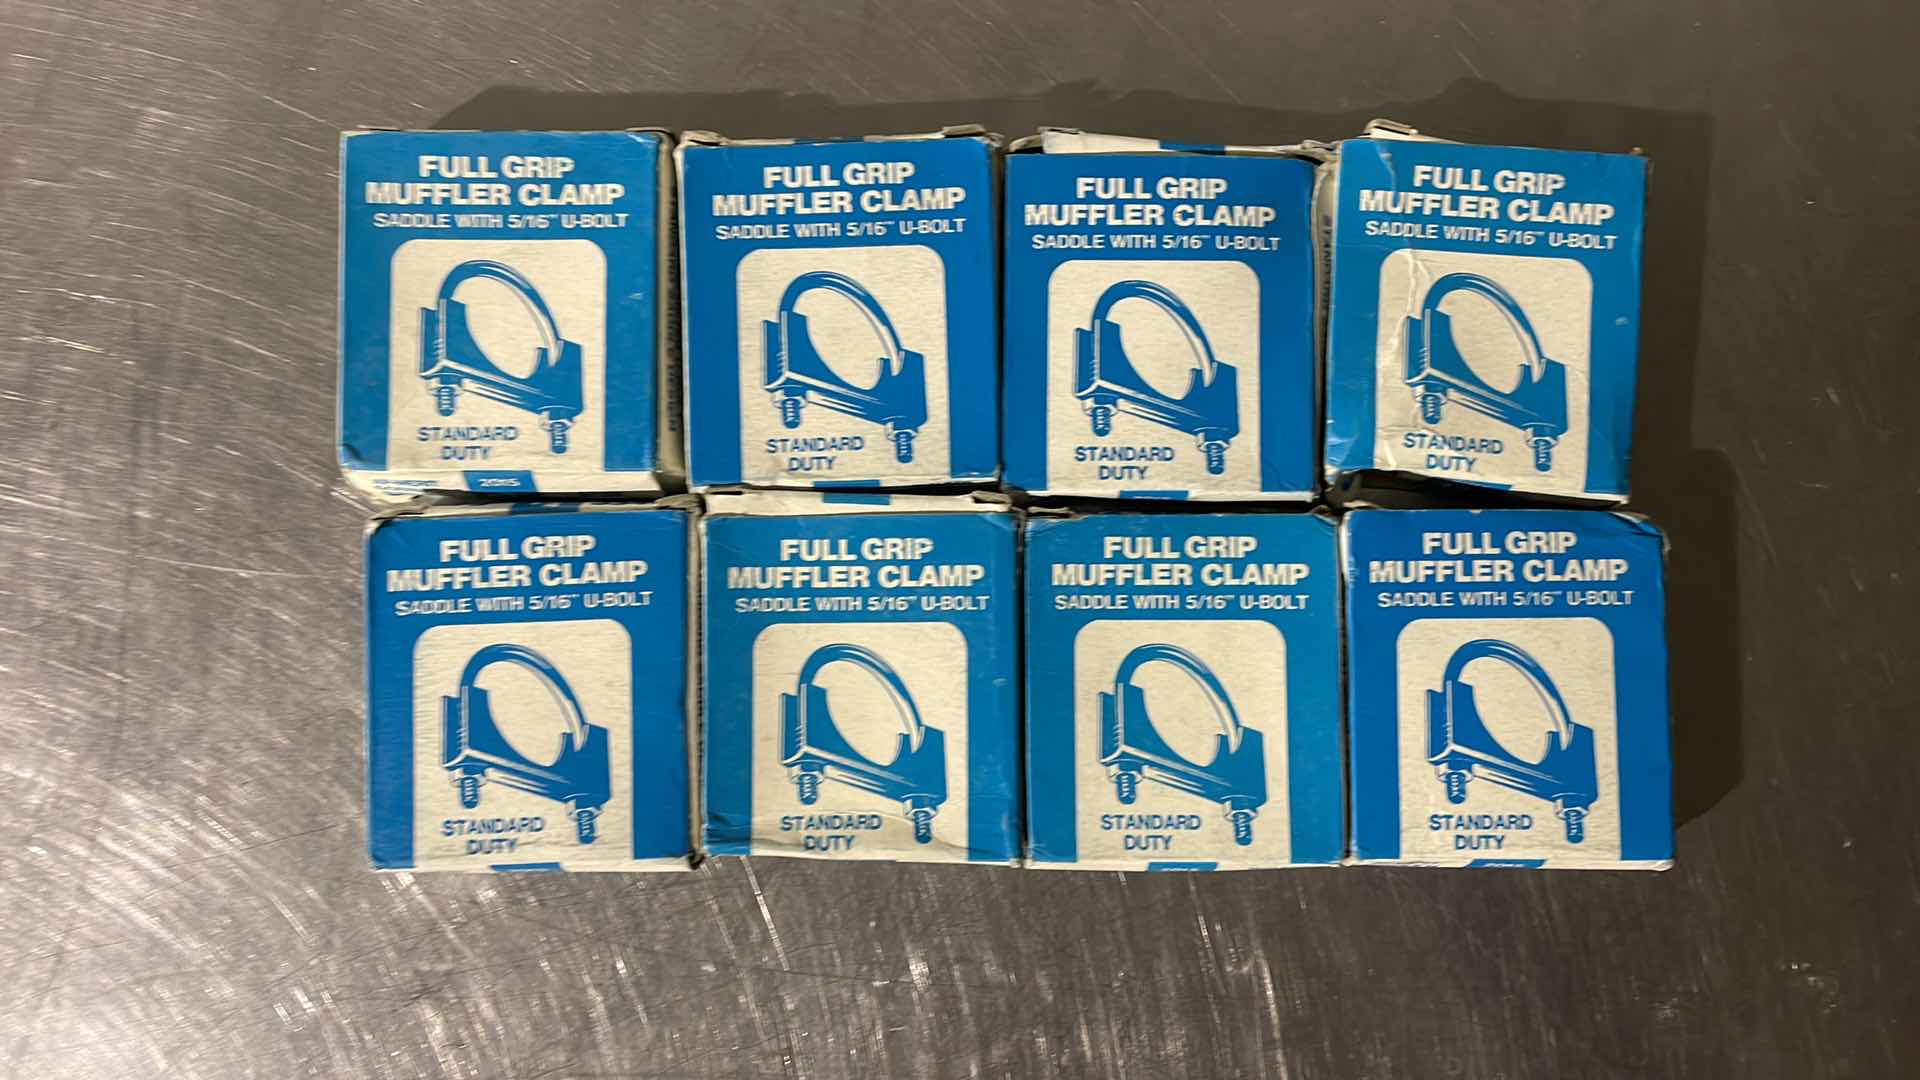 FULL GRIP
MUFFLER CLAMP
SADDLE WITH 5/16" U-BOLT
STANDARD
DUTY
FULL GRIP
MUFFLER CLAMP
SADDLE WITH 5/16" U-BOLT
STANDARD
DUTY
FULL GRIP
MUFFLER CLAMP
SADDLE WITH 5/16" U-BOLT
STANDARD
DUTY
FULL GRIP
MUFFLER CLAMP
SADDLE WITH 5/16" U-BOLT
STANDARD
DUTY
FULL GRIP
MUFFLER CLAMP
SADDLE WITH 5/16" U-BOLT
STANDARD
DUTY
FULL GRIP
MUFFLER CLAMP
SADDLE WITH 5/16" U-BOLT
STANDARD
DUTY
FULL GRIP
MUFFLER CLAMP
SADDLE WITH 5/16" U-BOLT
STANDARD
DUTY
FULL GRIP
MUFFLER CLAMP
SADDLE WITH 5/16" U-BOLT
STANDARD
DUTY